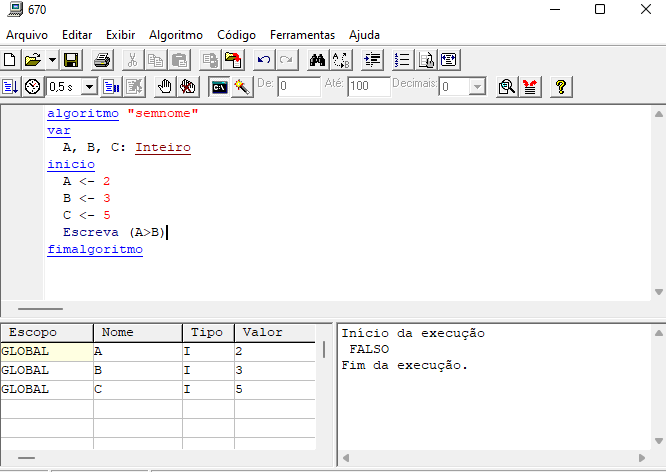 670
Arquivo Editar Exibir Algoritmo Código Ferramentas Ajuda
0,5 s De: 0 Até: 100 Decimais: 0
algoritmo "semnome"
var
A, B, C: Inteiro
inicio
A <- 2
B <- 3
C <- 5
Escreva (A>B)
fimalgoritmo
Escopo Nome Tipo Valor
GLOBAL A I 2
GLOBAL B I 3
GLOBAL C I 5
Início da execução
FALSO
Fim da execução.